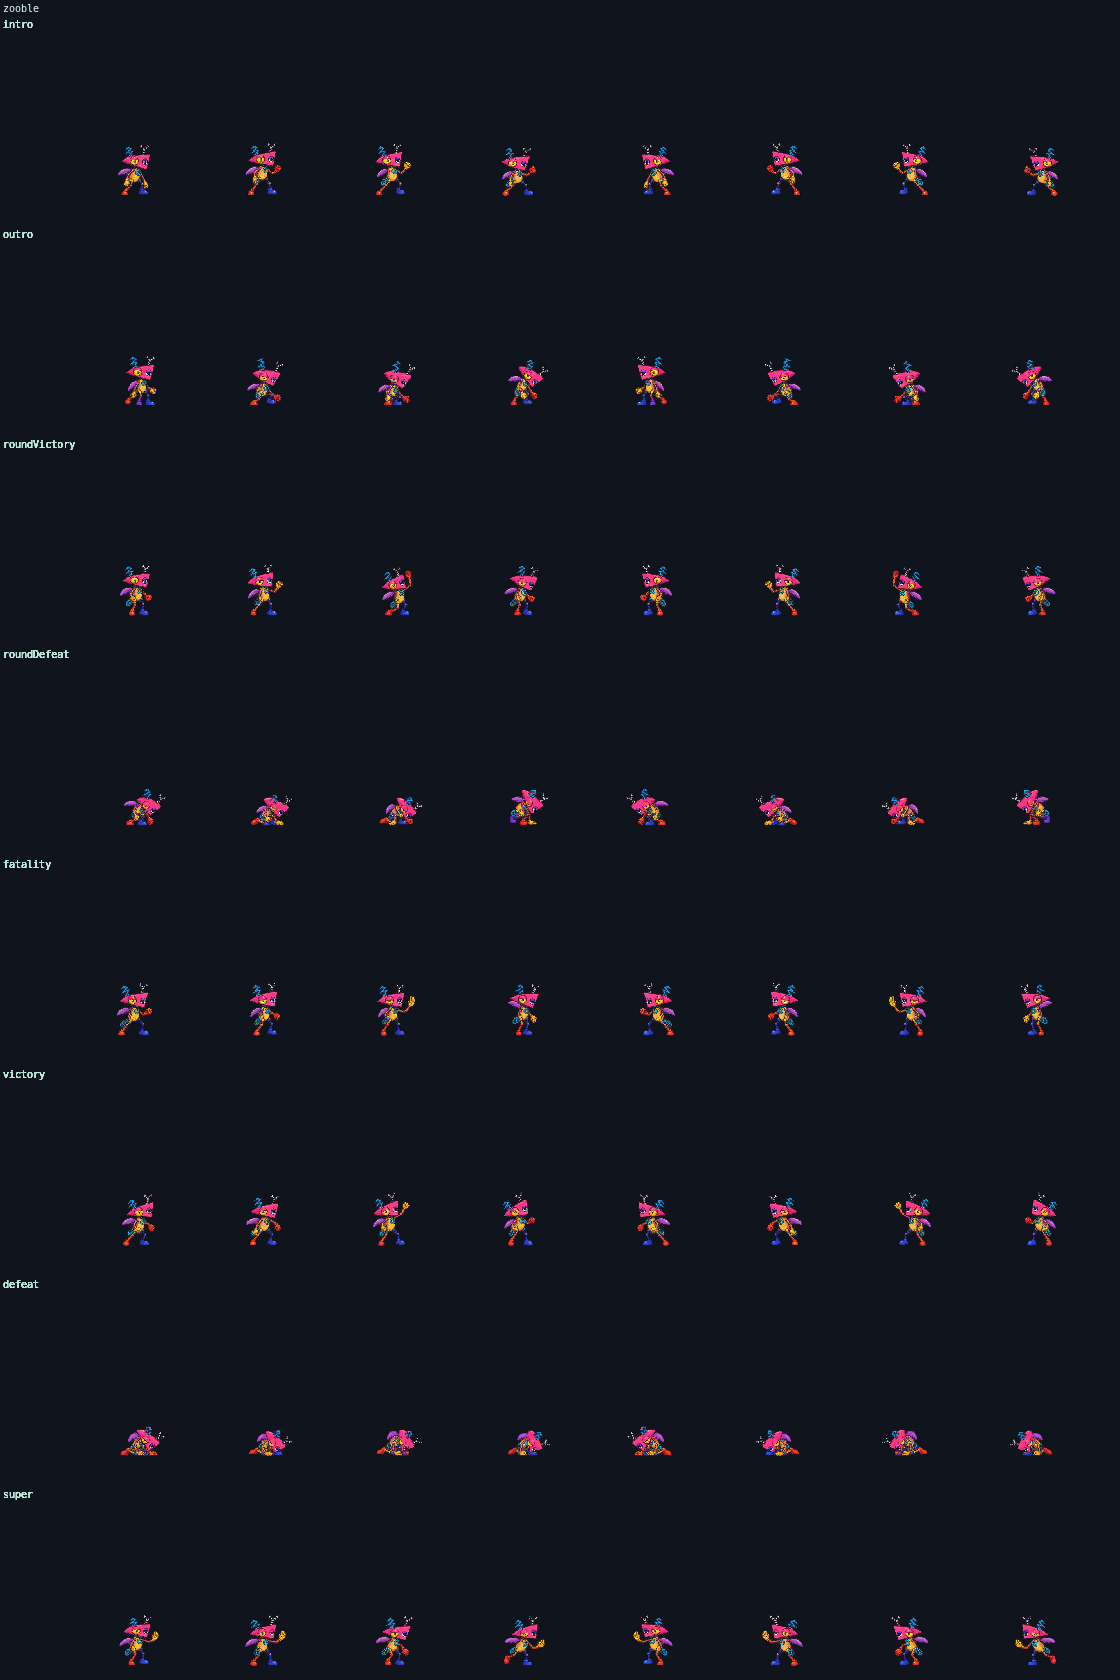 zooble
intro
outro
roundVictory
roundDefeat
fatality
victory
defeat
super